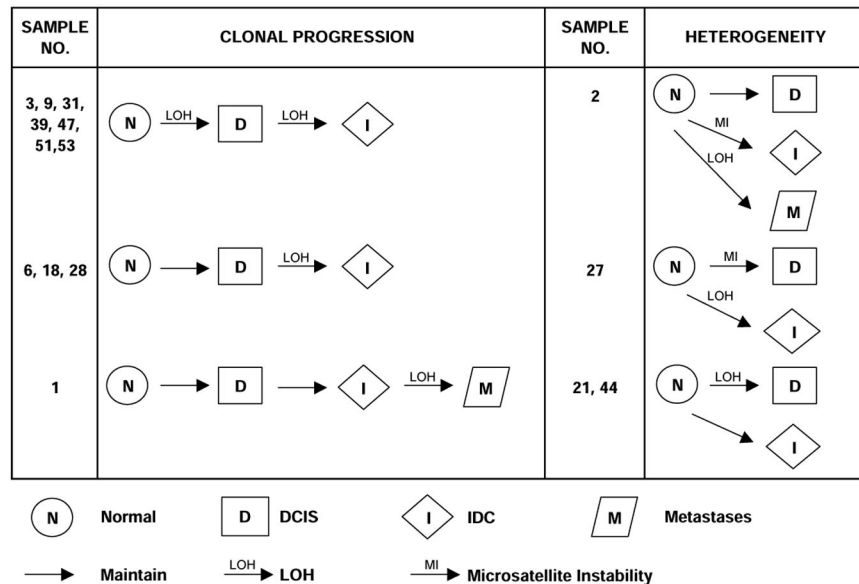 SAMPLE NO. CLONAL PROGRESSION SAMPLE NO. HETEROGENEITY
3, 9, 31,
39, 47,
51,53
N LOH D LOH I
2
N D
MI I
LOH M
6, 18, 28
N D LOH I
27
N MI D
LOH I
1
N D I LOH M
21, 44
N LOH D
I
N Normal D DCIS I IDC M Metastases
Maintain LOH LOH MI Microsatellite Instability